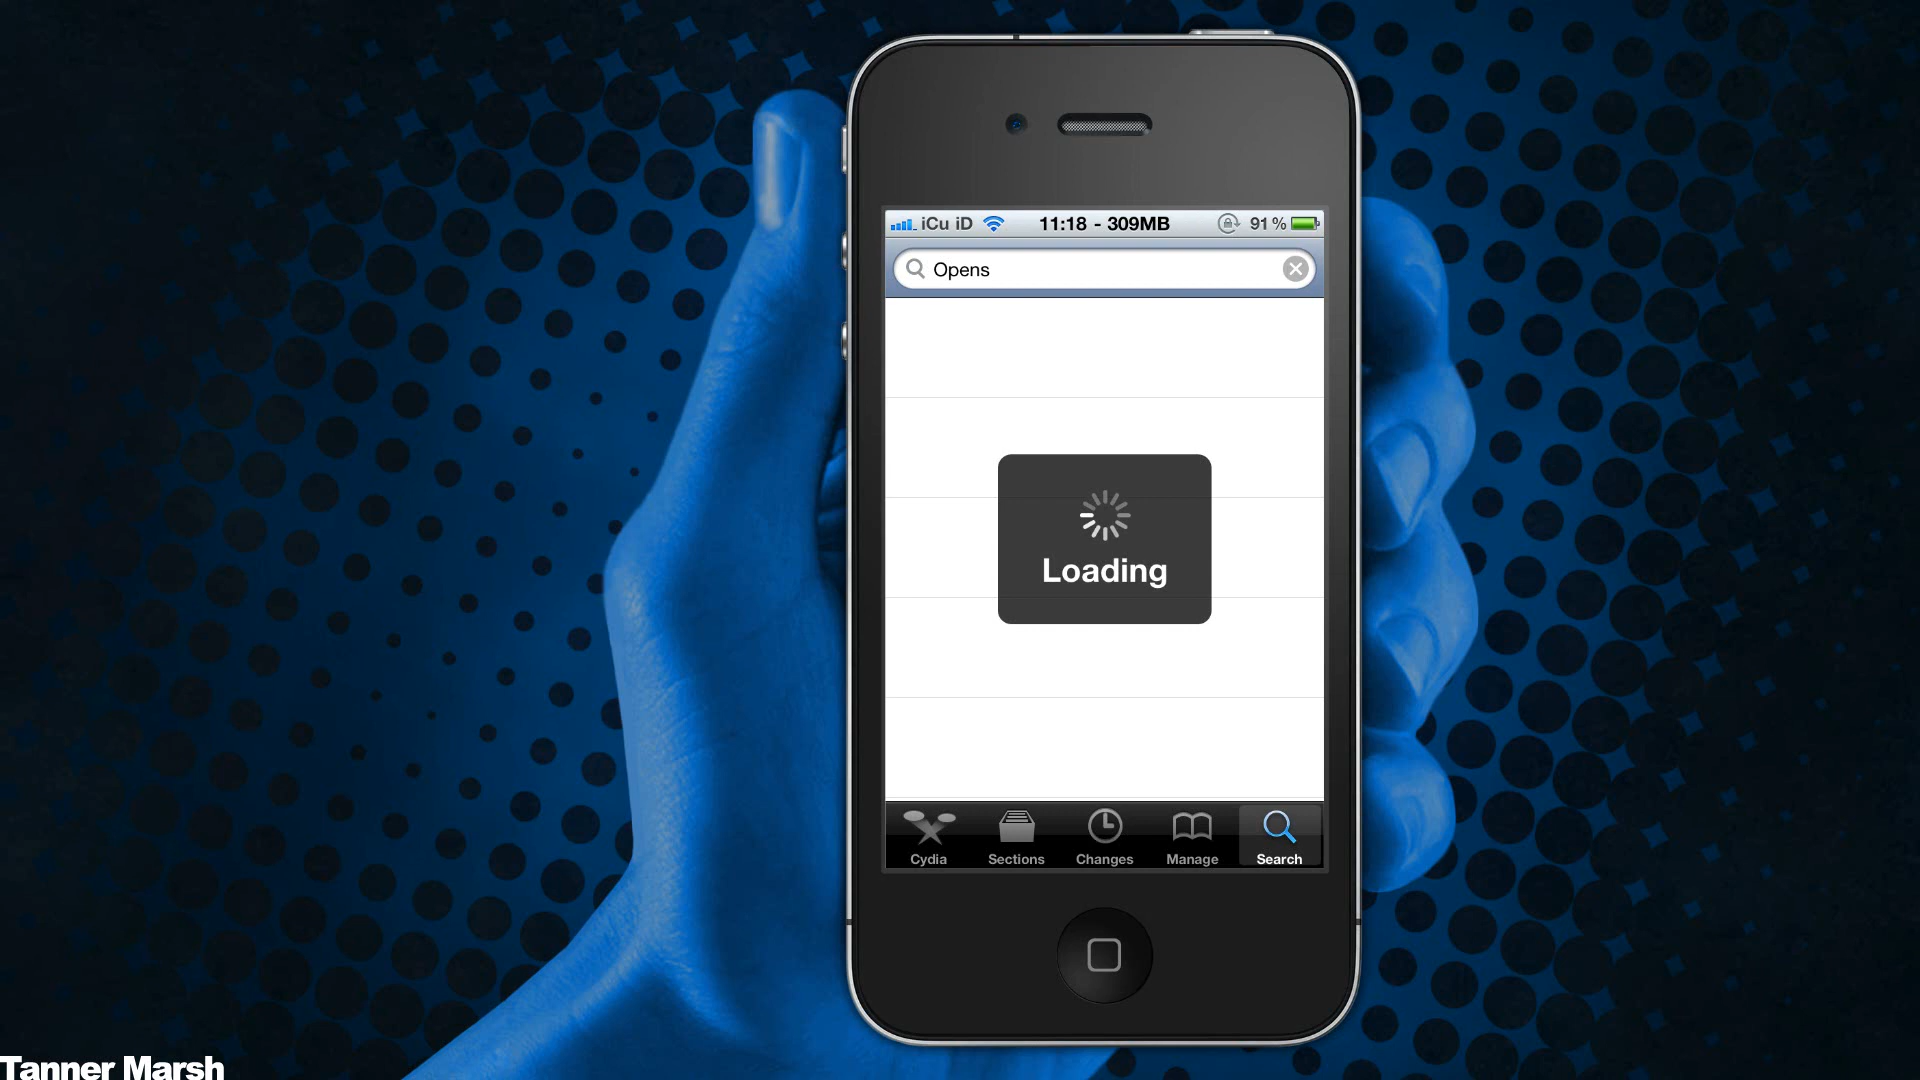 iCu iD 11:18 - 309MB 91%
Opens
Loading
Cydia Sections Changes Manage Search
Tanner Marsh